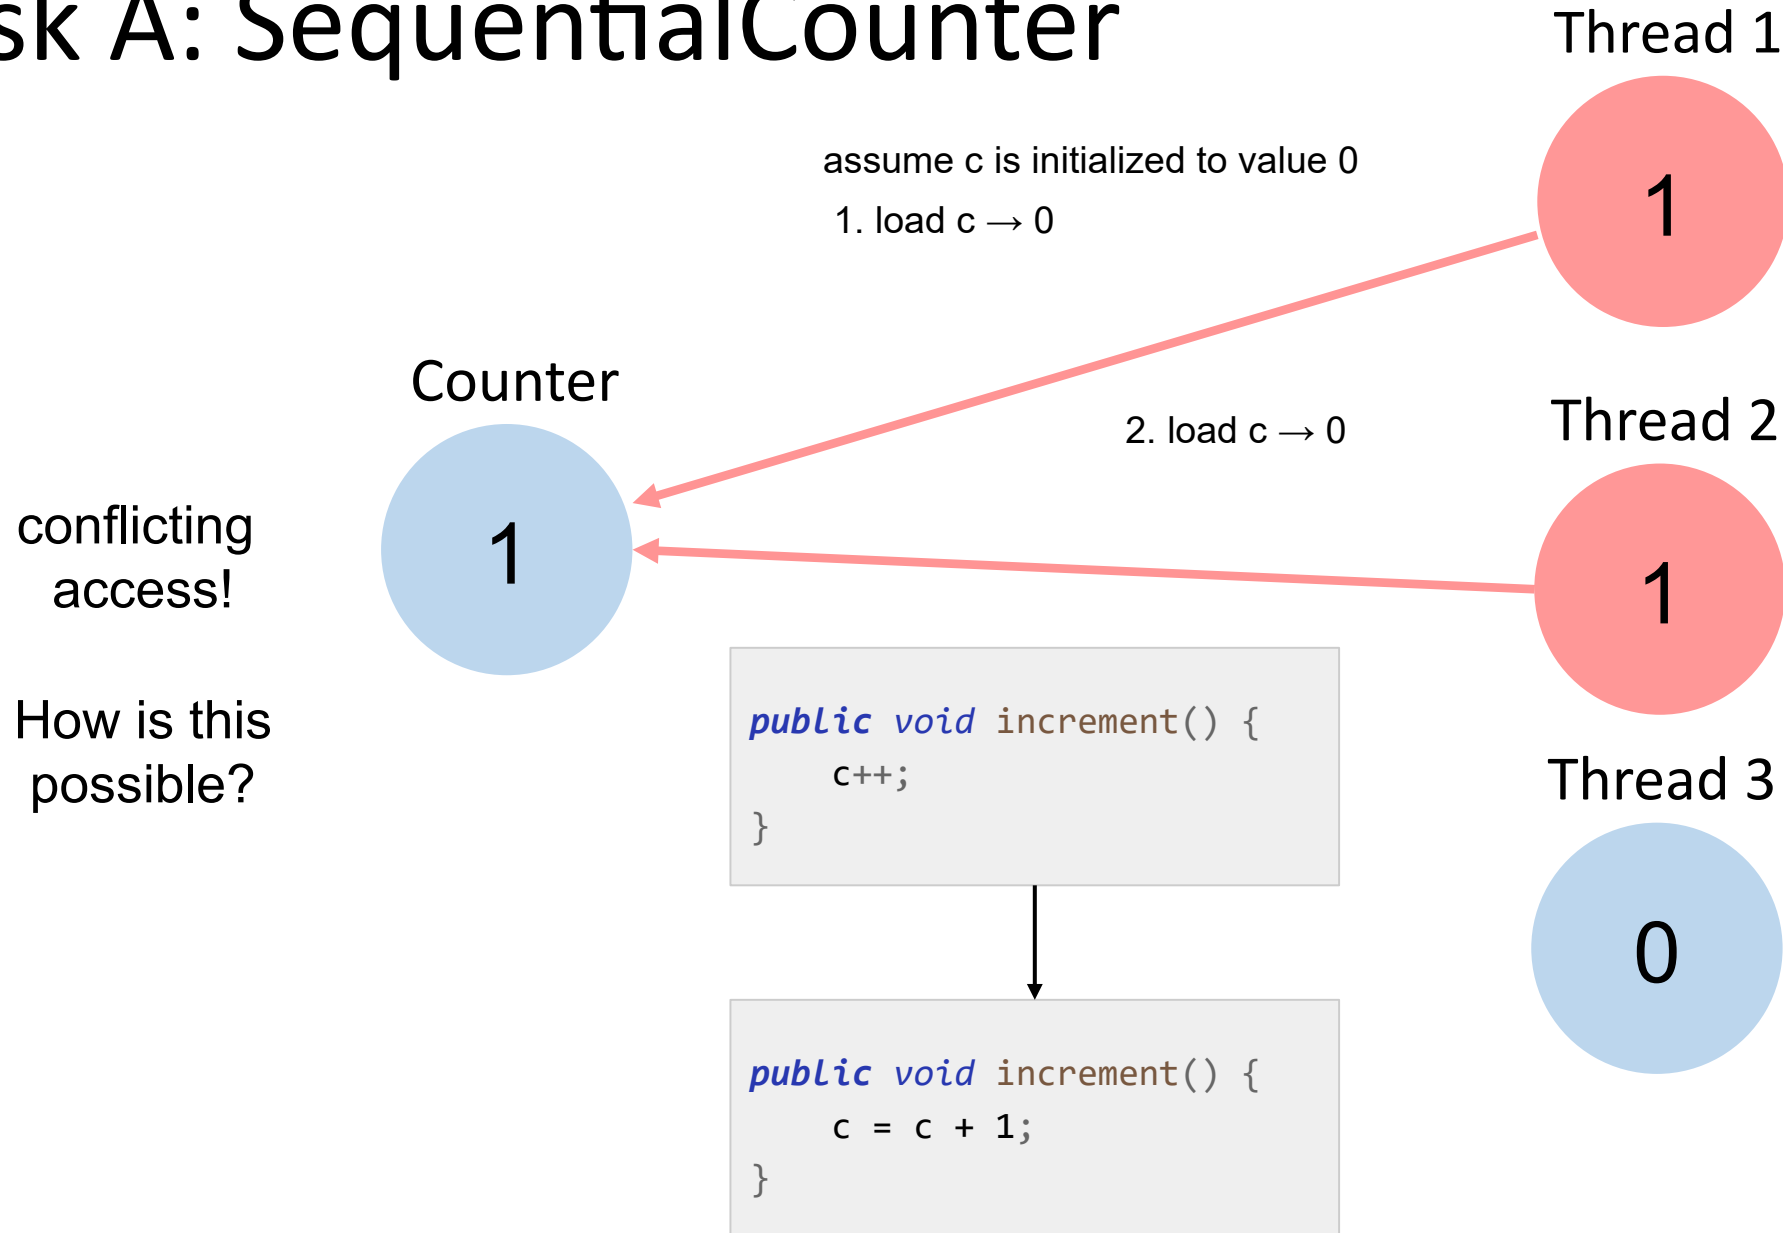 sk A: SequentialCounter
Thread 1
assume c is initialized to value 0
1. load c → 0
1
Counter
2. load c → 0
Thread 2
conflicting
access!
1
1
How is this
possible?
public void increment() {
c++;
}
Thread 3
0
public void increment() {
c = c + 1;
}